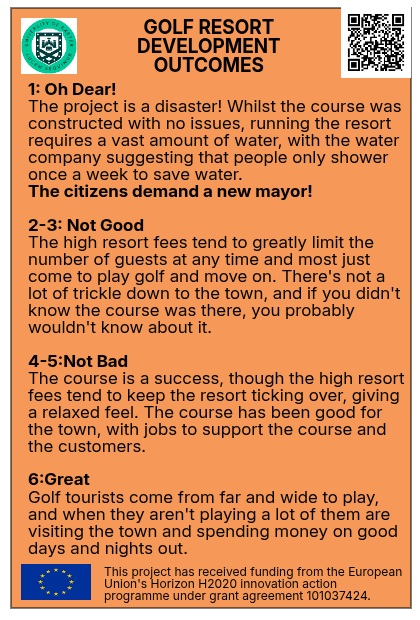 GOLF RESORT
DEVELOPMENT
OUTCOMES
1: Oh Dear!
The project is a disaster! Whilst the course was
constructed with no issues, running the resort
requires a vast amount of water, with the water
company suggesting that people only shower
once a week to save water.
The citizens demand a new mayor!
2-3: Not Good
The high resort fees tend to greatly limit the
number of guests at any time and most just
come to play golf and move on. There's not a
lot of trickle down to the town, and if you didn't
know the course was there, you probably
wouldn't know about it.
4-5:Not Bad
The course is a success, though the high resort
fees tend to keep the resort ticking over, giving
a relaxed feel. The course has been good for
the town, with jobs to support the course and
the customers.
6:Great
Golf tourists come from far and wide to play,
and when they aren't playing a lot of them are
visiting the town and spending money on good
days and nights out.
This project has received funding from the European
Union's Horizon H2020 innovation action
programme under grant agreement 101037424.